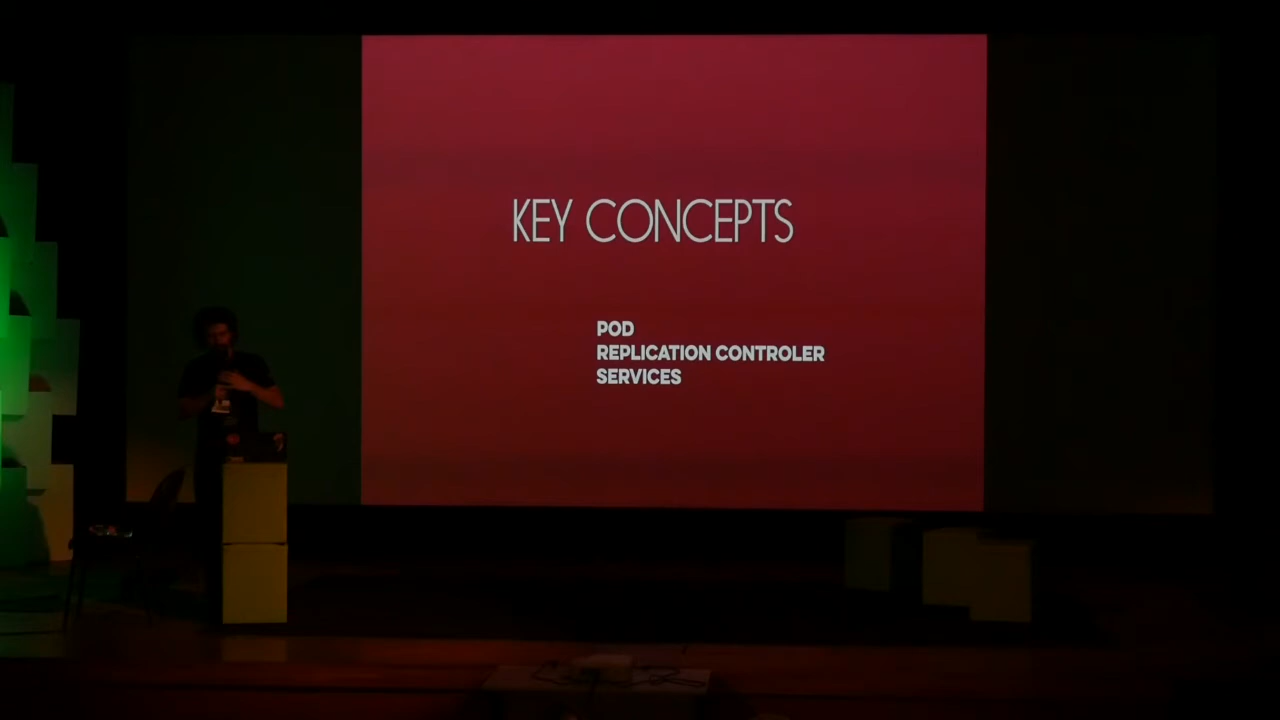 KEY CONCEPTS
POD
REPLICATION CONTROLER
SERVICES